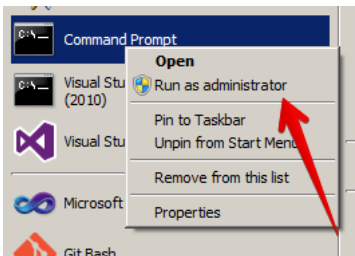 C:\
Command Prompt
Open
Run as administrator
C:\
Visual Stu
(2010)
Pin to Taskbar
Visual Stu
Unpin from Start Menu
Remove from this list
Microsoft
Properties
Git Bash